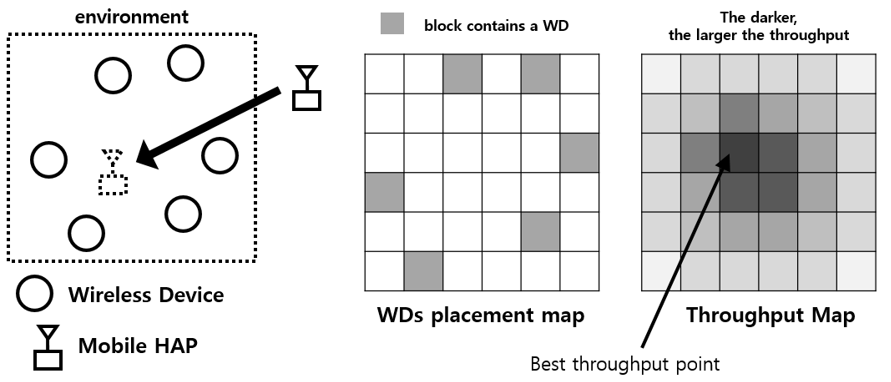 environment
Wireless Device
Mobile HAP
block contains a WD
WDs placement map
The darker,
the larger the throughput
Throughput Map
Best throughput point